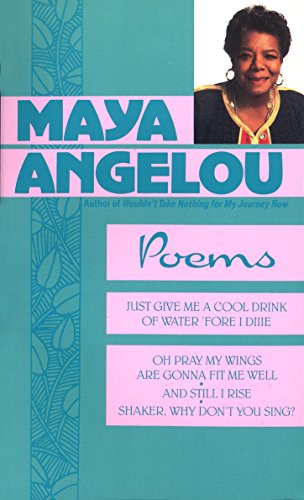 MAYA
ANGELOU
Author of Wouldn't Take Nothing for My Journey Now
Poems
JUST GIVE ME A COOL DRINK
OF WATER 'FORE I DIIIE
OH PRAY MY WINGS
ARE GONNA FIT ME WELL
AND STILL I RISE
SHAKER, WHY DON'T YOU SING?